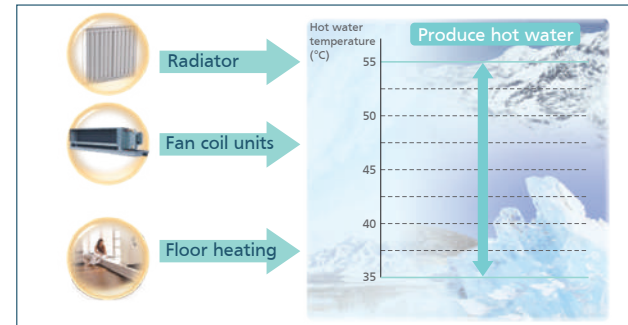 Hot water
temperature
(°C)
Produce hot water
Radiator
55
50
Fan coil units
45
40
Floor heating
35